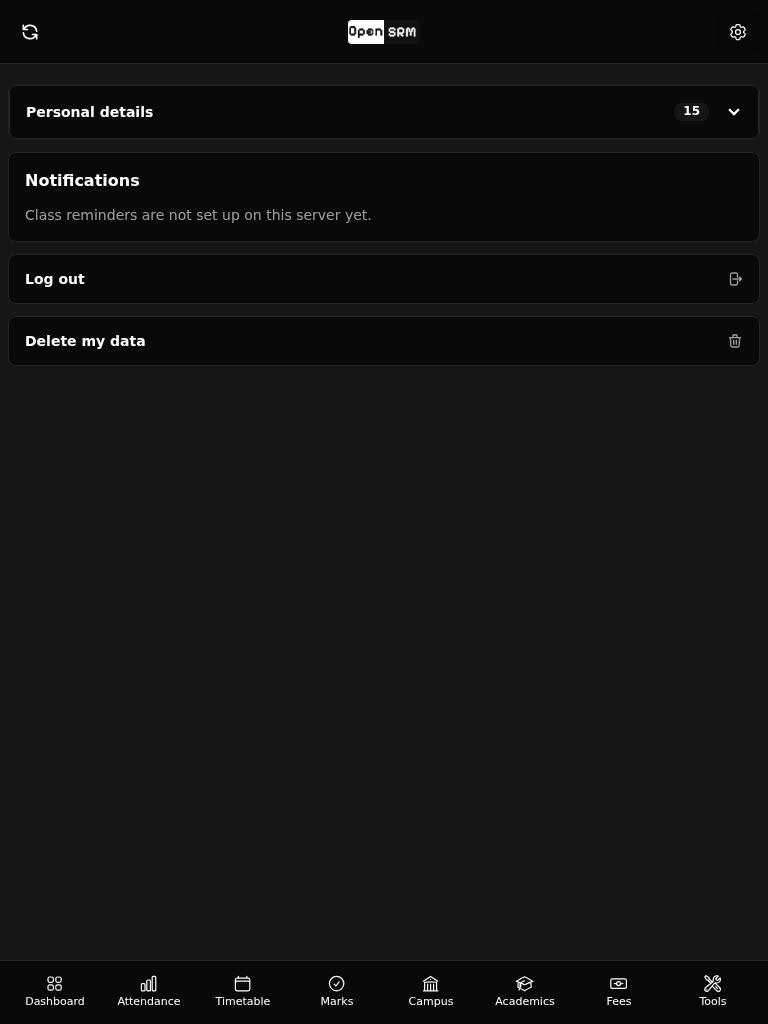 Open SRM
Personal details 15
Notifications
Class reminders are not set up on this server yet.
Log out
Delete my data
Dashboard Attendance Timetable Marks Campus Academics Fees Tools